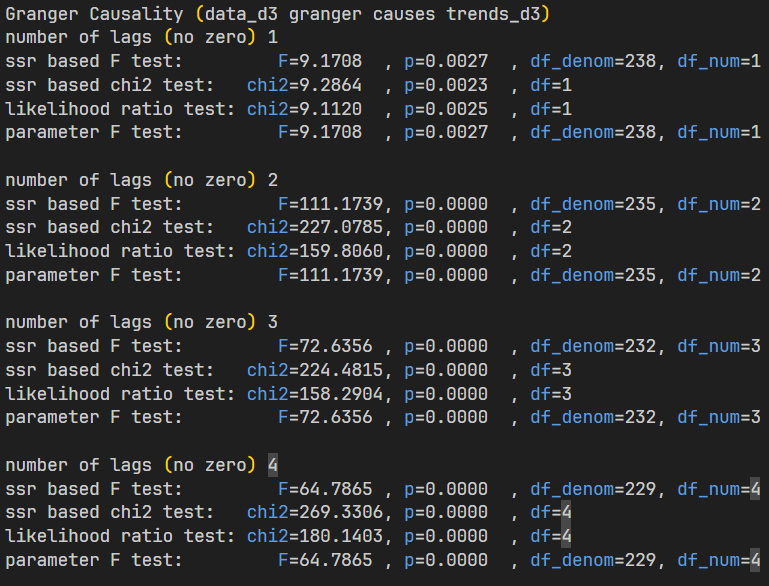 Granger Causality (data_d3 granger causes trends_d3)
number of lags (no zero) 1
ssr based F test:         F=9.1708  , p=0.0027  , df_denom=238, df_num=1
ssr based chi2 test:   chi2=9.2864  , p=0.0023  , df=1
likelihood ratio test: chi2=9.1120  , p=0.0025  , df=1
parameter F test:         F=9.1708  , p=0.0027  , df_denom=238, df_num=1

number of lags (no zero) 2
ssr based F test:         F=111.1739, p=0.0000  , df_denom=235, df_num=2
ssr based chi2 test:   chi2=227.0785, p=0.0000  , df=2
likelihood ratio test: chi2=159.8060, p=0.0000  , df=2
parameter F test:         F=111.1739, p=0.0000  , df_denom=235, df_num=2

number of lags (no zero) 3
ssr based F test:         F=72.6356 , p=0.0000  , df_denom=232, df_num=3
ssr based chi2 test:   chi2=224.4815, p=0.0000  , df=3
likelihood ratio test: chi2=158.2904, p=0.0000  , df=3
parameter F test:         F=72.6356 , p=0.0000  , df_denom=232, df_num=3

number of lags (no zero) 4
ssr based F test:         F=64.7865 , p=0.0000  , df_denom=229, df_num=4
ssr based chi2 test:   chi2=269.3306, p=0.0000  , df=4
likelihood ratio test: chi2=180.1403, p=0.0000  , df=4
parameter F test:         F=64.7865 , p=0.0000  , df_denom=229, df_num=4